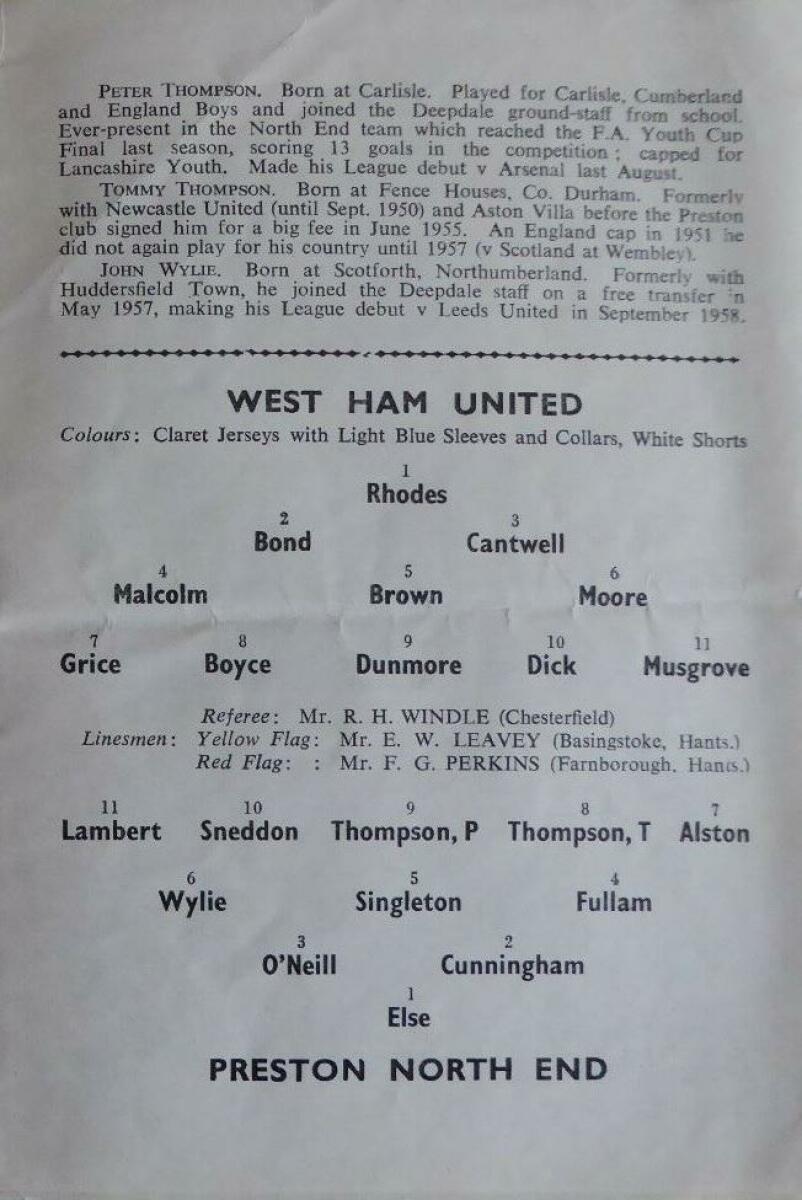 PETER THOMPSON. Born at Carlisle. Played for Carlisle, Cumberland
and England Boys and joined the Deepdale ground-staff from school.
Ever-present in the North End team which reached the F.A. Youth Cup
Final last season, scoring 13 goals in the competition; capped for
Lancashire Youth. Made his League debut v Arsenal last August.
TOMMY THOMPSON. Born at Fence Houses, Co. Durham. Formerly
with Newcastle United (until Sept. 1950) and Aston Villa before the Preston
club signed him for a big fee in June 1955. An England cap in 1951 he
did not again play for his country until 1957 (v Scotland at Wembley).
JOHN WYLIE. Born at Scotforth, Northumberland. Formerly with
Huddersfield Town, he joined the Deepdale staff on a free transfer in
May 1957, making his League debut v Leeds United in September 1958.
WEST HAM UNITED
Colours: Claret Jerseys with Light Blue Sleeves and Collars, White Shorts
1
Rhodes
2 3
Bond Cantwell
4 5 6
Malcolm Brown Moore
7 8 9 10 11
Grice Boyce Dunmore Dick Musgrove
Referee: Mr. R. H. WINDLE (Chesterfield)
Linesmen: Yellow Flag: Mr. E. W. LEAVEY (Basingstoke, Hants.)
Red Flag: : Mr. F. G. PERKINS (Farnborough, Hants.)
11 10 9 8 7
Lambert Sneddon Thompson, P Thompson, T Alston
6 5 4
Wylie Singleton Fullam
3 2
O'Neill Cunningham
1
Else
PRESTON NORTH END